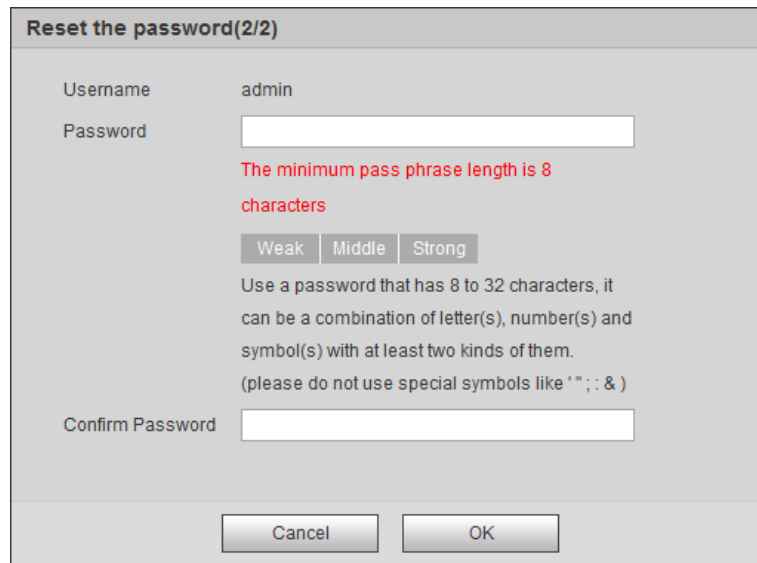 Reset the password(2/2)
Username admin
Password
The minimum pass phrase length is 8
characters
Weak Middle Strong
Use a password that has 8 to 32 characters, it
can be a combination of letter(s), number(s) and
symbol(s) with at least two kinds of them.
(please do not use special symbols like ' " ; : & )
Confirm Password
Cancel OK